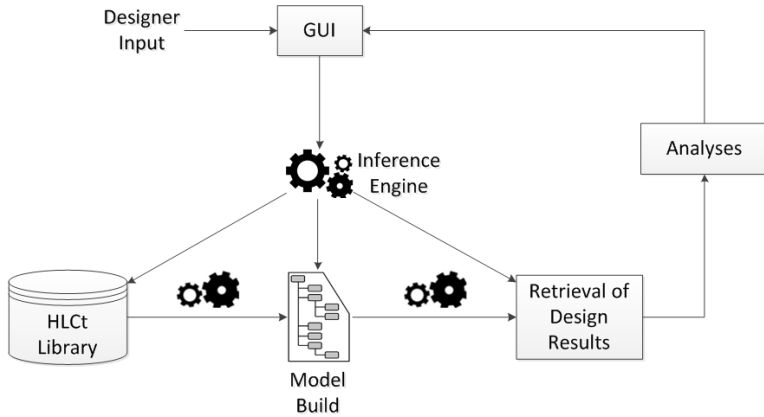 Designer
Input
GUI
Inference
Engine
Analyses
HLCt
Library
Model
Build
Retrieval of
Design
Results